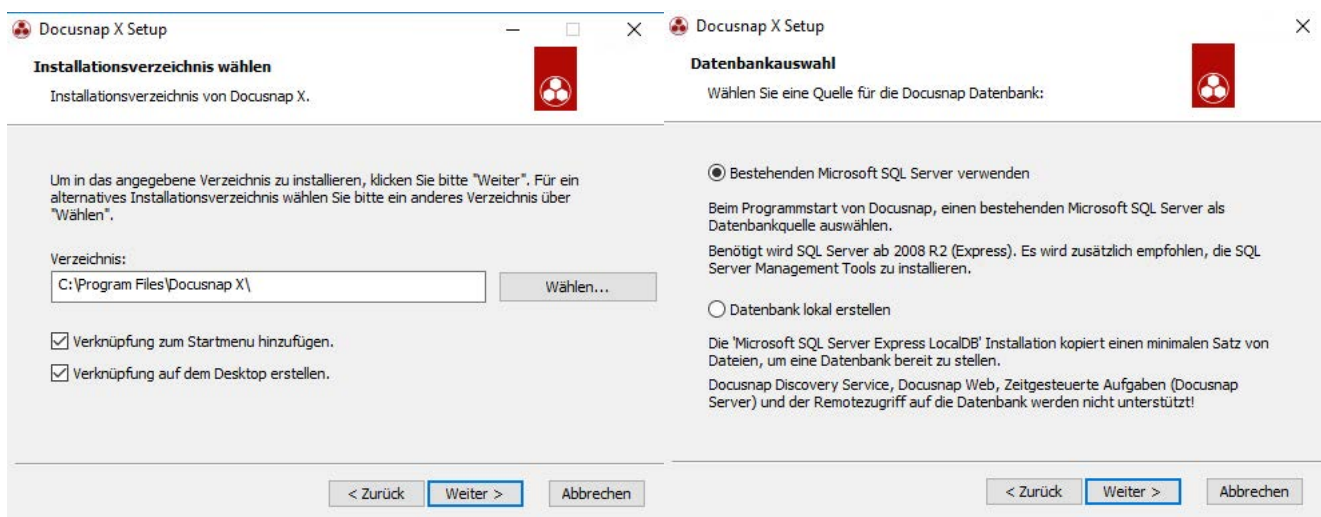 Docusnap X Setup
Installationsverzeichnis wählen
Installationsverzeichnis von Docusnap X.
Um in das angegebene Verzeichnis zu installieren, klicken Sie bitte "Weiter". Für ein
alternatives Installationsverzeichnis wählen Sie bitte ein anderes Verzeichnis über
"Wählen".
Verzeichnis:
C:\Program Files\Docusnap X\
Wählen...
Verknüpfung zum Startmenu hinzufügen.
Verknüpfung auf dem Desktop erstellen.
< Zurück
Weiter >
Abbrechen
Docusnap X Setup
Datenbankauswahl
Wählen Sie eine Quelle für die Docusnap Datenbank:
Bestehenden Microsoft SQL Server verwenden
Beim Programmstart von Docusnap, einen bestehenden Microsoft SQL Server als
Datenbankquelle auswählen.
Benötigt wird SQL Server ab 2008 R2 (Express). Es wird zusätzlich empfohlen, die SQL
Server Management Tools zu installieren.
Datenbank lokal erstellen
Die 'Microsoft SQL Server Express LocalDB' Installation kopiert einen minimalen Satz von
Dateien, um eine Datenbank bereit zu stellen.
Docusnap Discovery Service, Docusnap Web, Zeitgesteuerte Aufgaben (Docusnap
Server) und der Remotezugriff auf die Datenbank werden nicht unterstützt!
< Zurück
Weiter >
Abbrechen